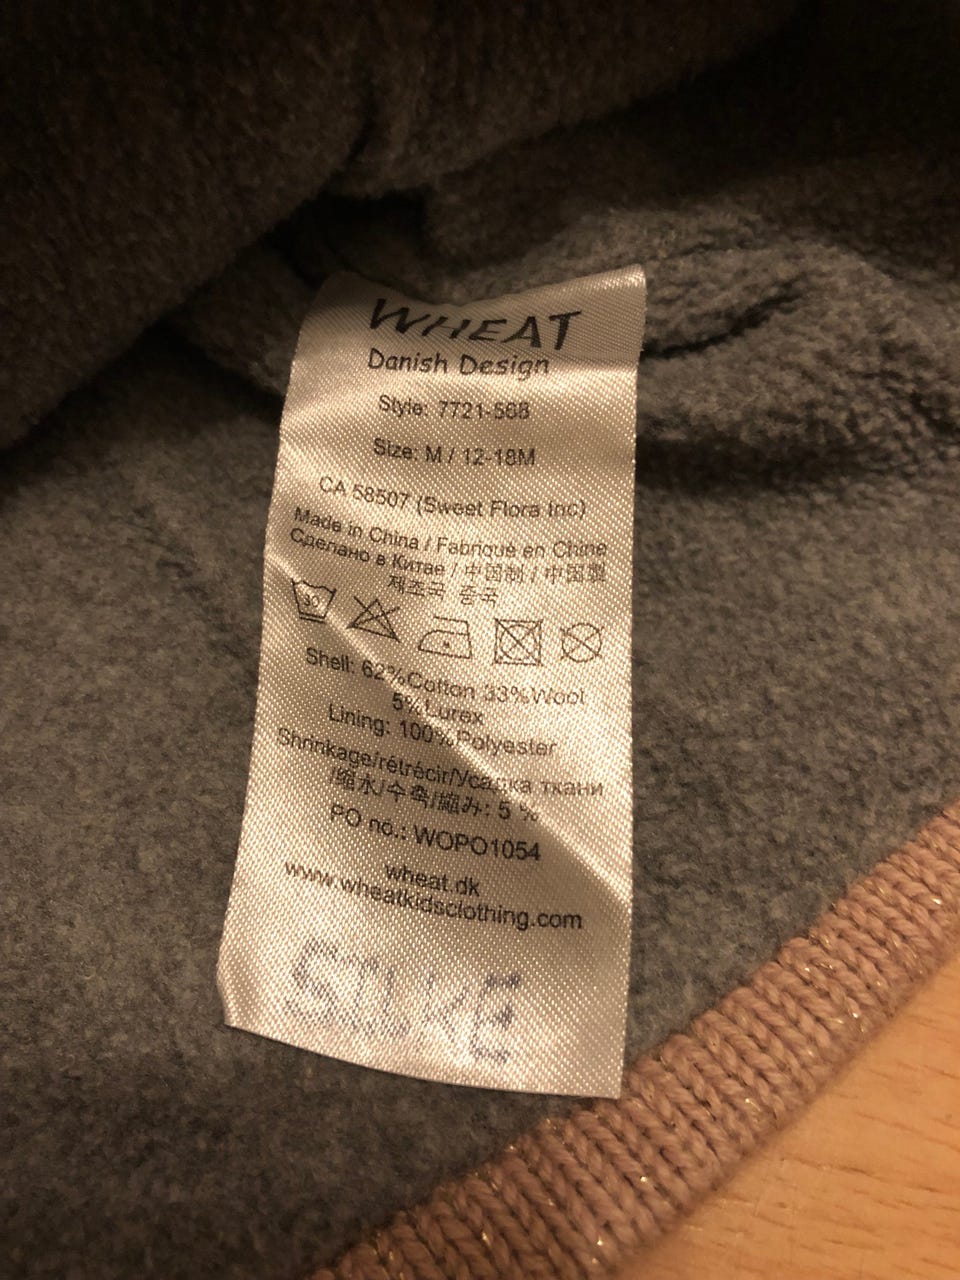 WHEAT
Danish Design
Style: 7721-568
Size: M / 12-18M
CA 58507 (Sweet Flora Inc)
Made in China / Fabriqué en Chine
Сделано в Китае / 中国制 / 中国製
제조국 중국
30
Shell: 62%Cotton 33%Wool
5% Lurex
Lining: 100% Polyester
Shrinkage/rétrécir/Усадка ткани
/縮水/수축/縮み: 5 %
PO no.: WOPO1054
wheat.dk
www.wheatkidsclothing.com
SILKE